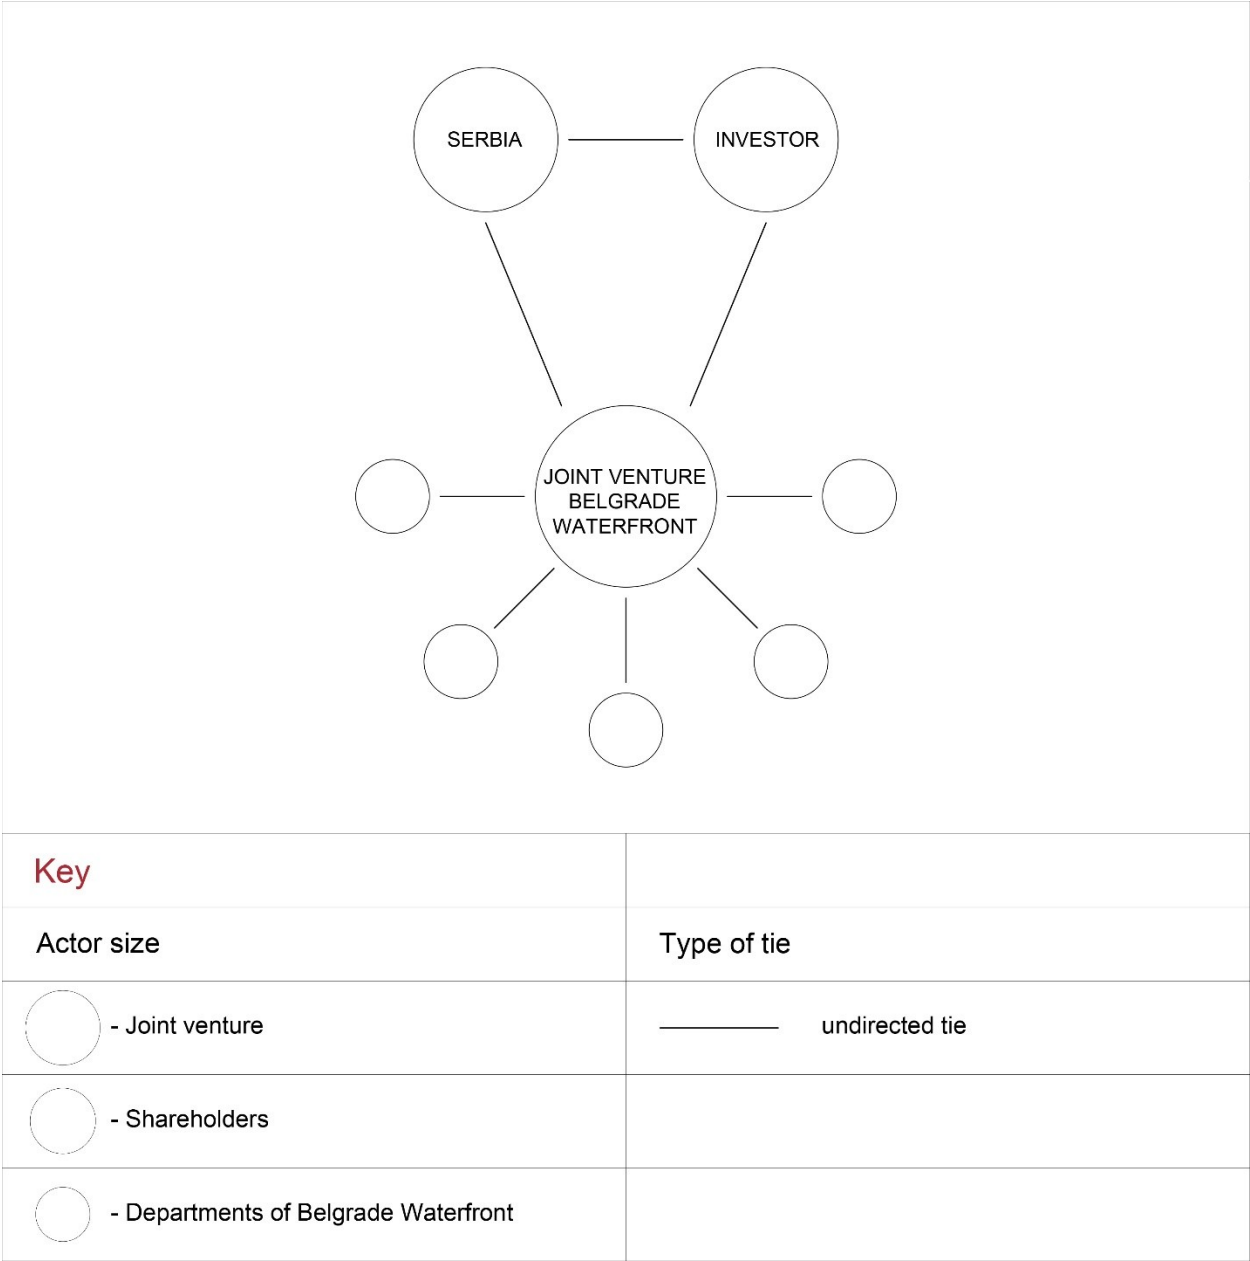 SERBIA
INVESTOR
JOINT VENTURE
BELGRADE
WATERFRONT
Key
Actor size
Type of tie
- Joint venture
undirected tie
- Shareholders
- Departments of Belgrade Waterfront